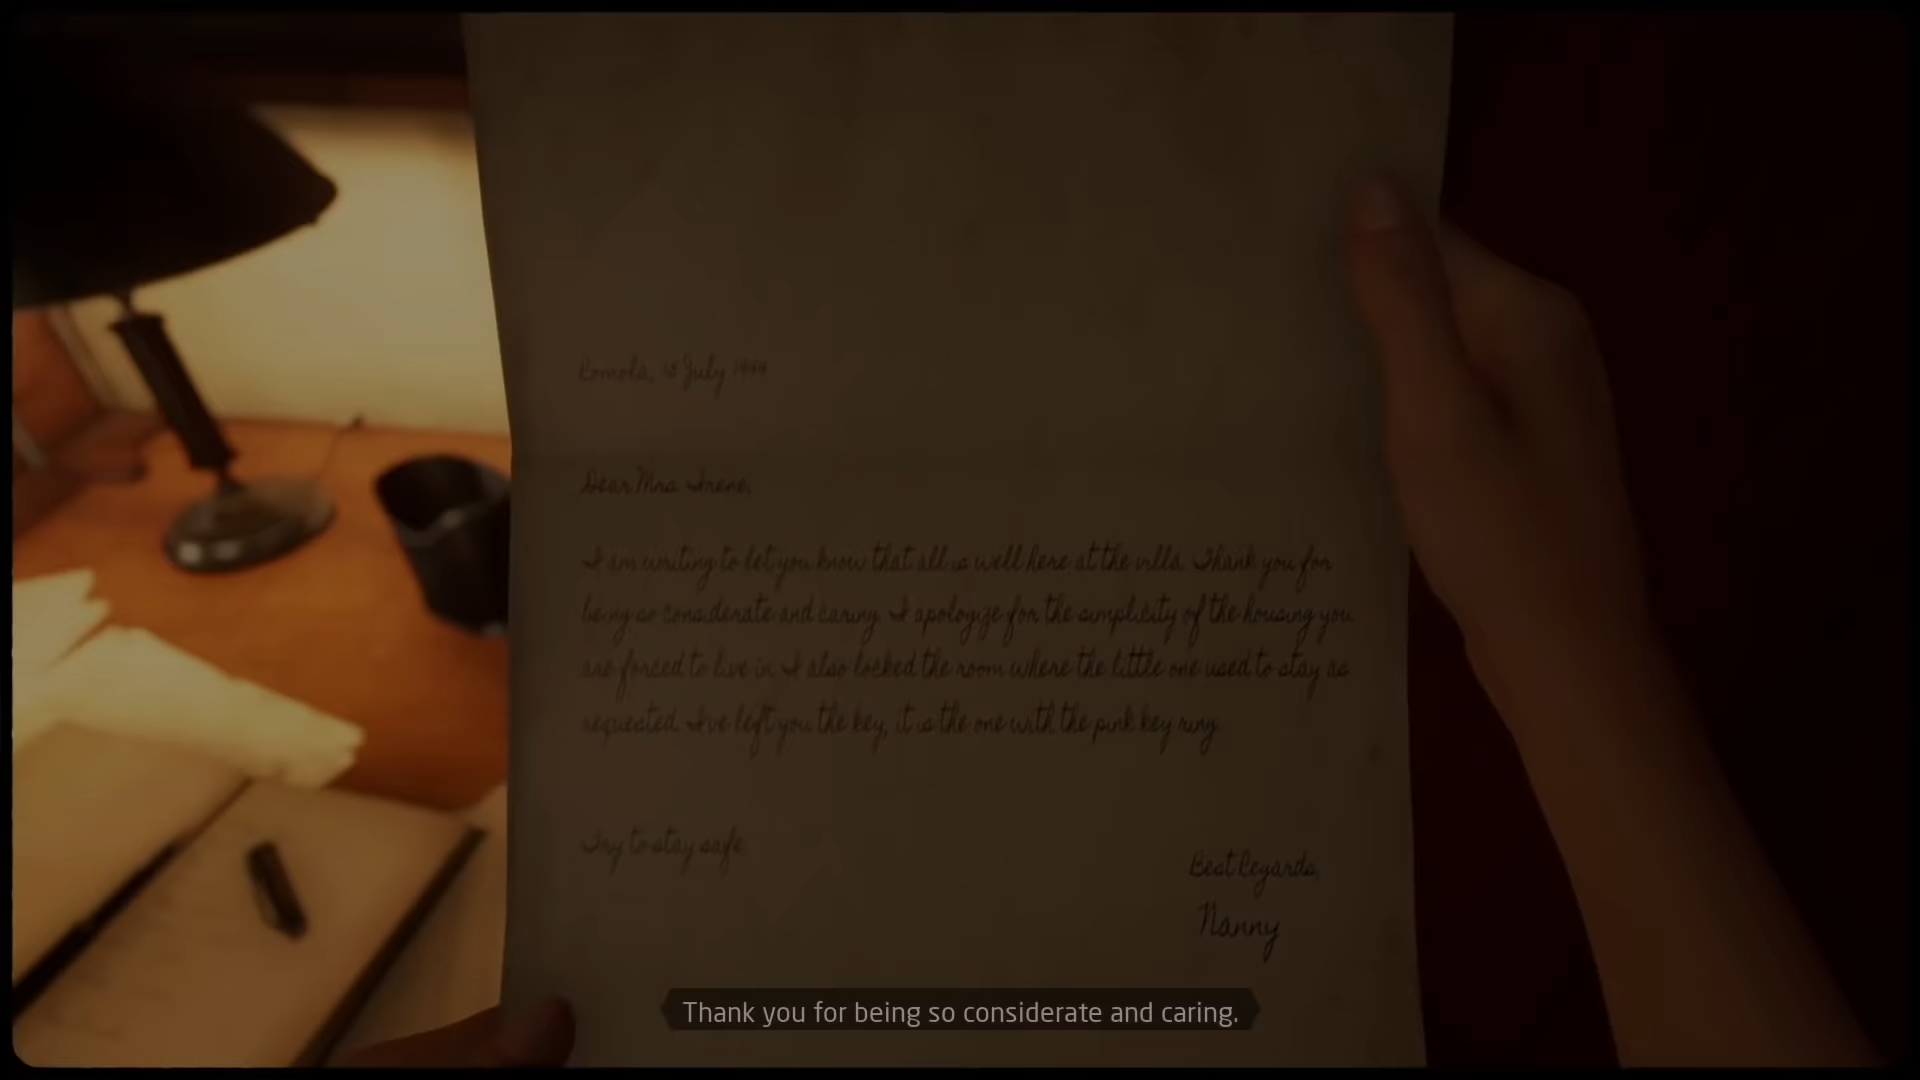 Romola, 15 July 1944
Dear Mrs. Irene,
I am writing to let you know that all is well here at the villa. Thank you for
being so considerate and caring. I apologize for the simplicity of the housing you
are forced to live in. I also locked the room where the little one used to stay as
requested. I've left you the key, it is the one with the pink key ring.
Try to stay safe
Best Regards,
Nanny
Thank you for being so considerate and caring.